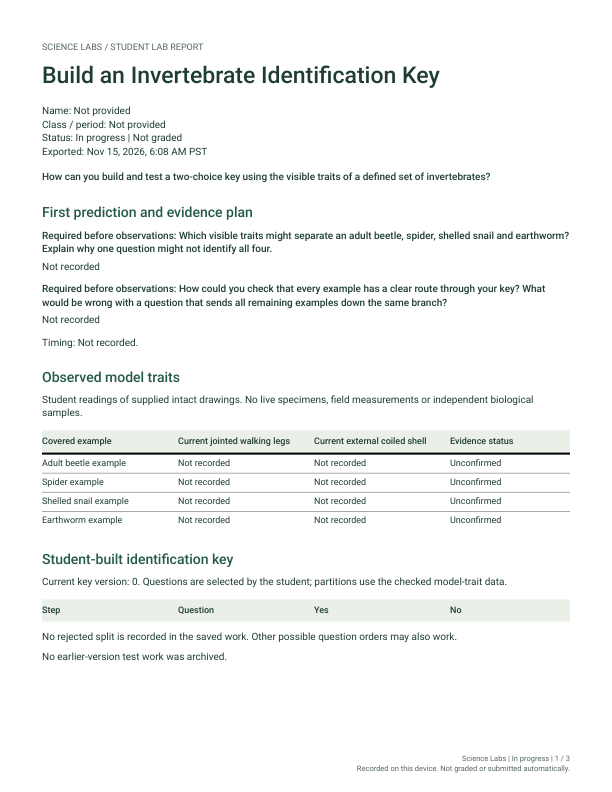 SCIENCE LABS / STUDENT LAB REPORT
Build an Invertebrate Identification Key
Name: Not provided
Class / period: Not provided
Status: In progress | Not graded
Exported: Nov 15, 2026, 6:08 AM PST
How can you build and test a two-choice key using the visible traits of a defined set of invertebrates?
First prediction and evidence plan
Required before observations: Which visible traits might separate an adult beetle, spider, shelled snail and earthworm?
Explain why one question might not identify all four.
Not recorded
Required before observations: How could you check that every example has a clear route through your key? What
would be wrong with a question that sends all remaining examples down the same branch?
Not recorded
Timing: Not recorded.
Observed model traits
Student readings of supplied intact drawings. No live specimens, field measurements or independent biological
samples.
Covered example Current jointed walking legs Current external coiled shell Evidence status
Adult beetle example Not recorded Not recorded Unconfirmed
Spider example Not recorded Not recorded Unconfirmed
Shelled snail example Not recorded Not recorded Unconfirmed
Earthworm example Not recorded Not recorded Unconfirmed
Student-built identification key
Current key version: 0. Questions are selected by the student; partitions use the checked model-trait data.
Step Question Yes No
No rejected split is recorded in the saved work. Other possible question orders may also work.
No earlier-version test work was archived.
Science Labs | In progress | 1 / 3
Recorded on this device. Not graded or submitted automatically.